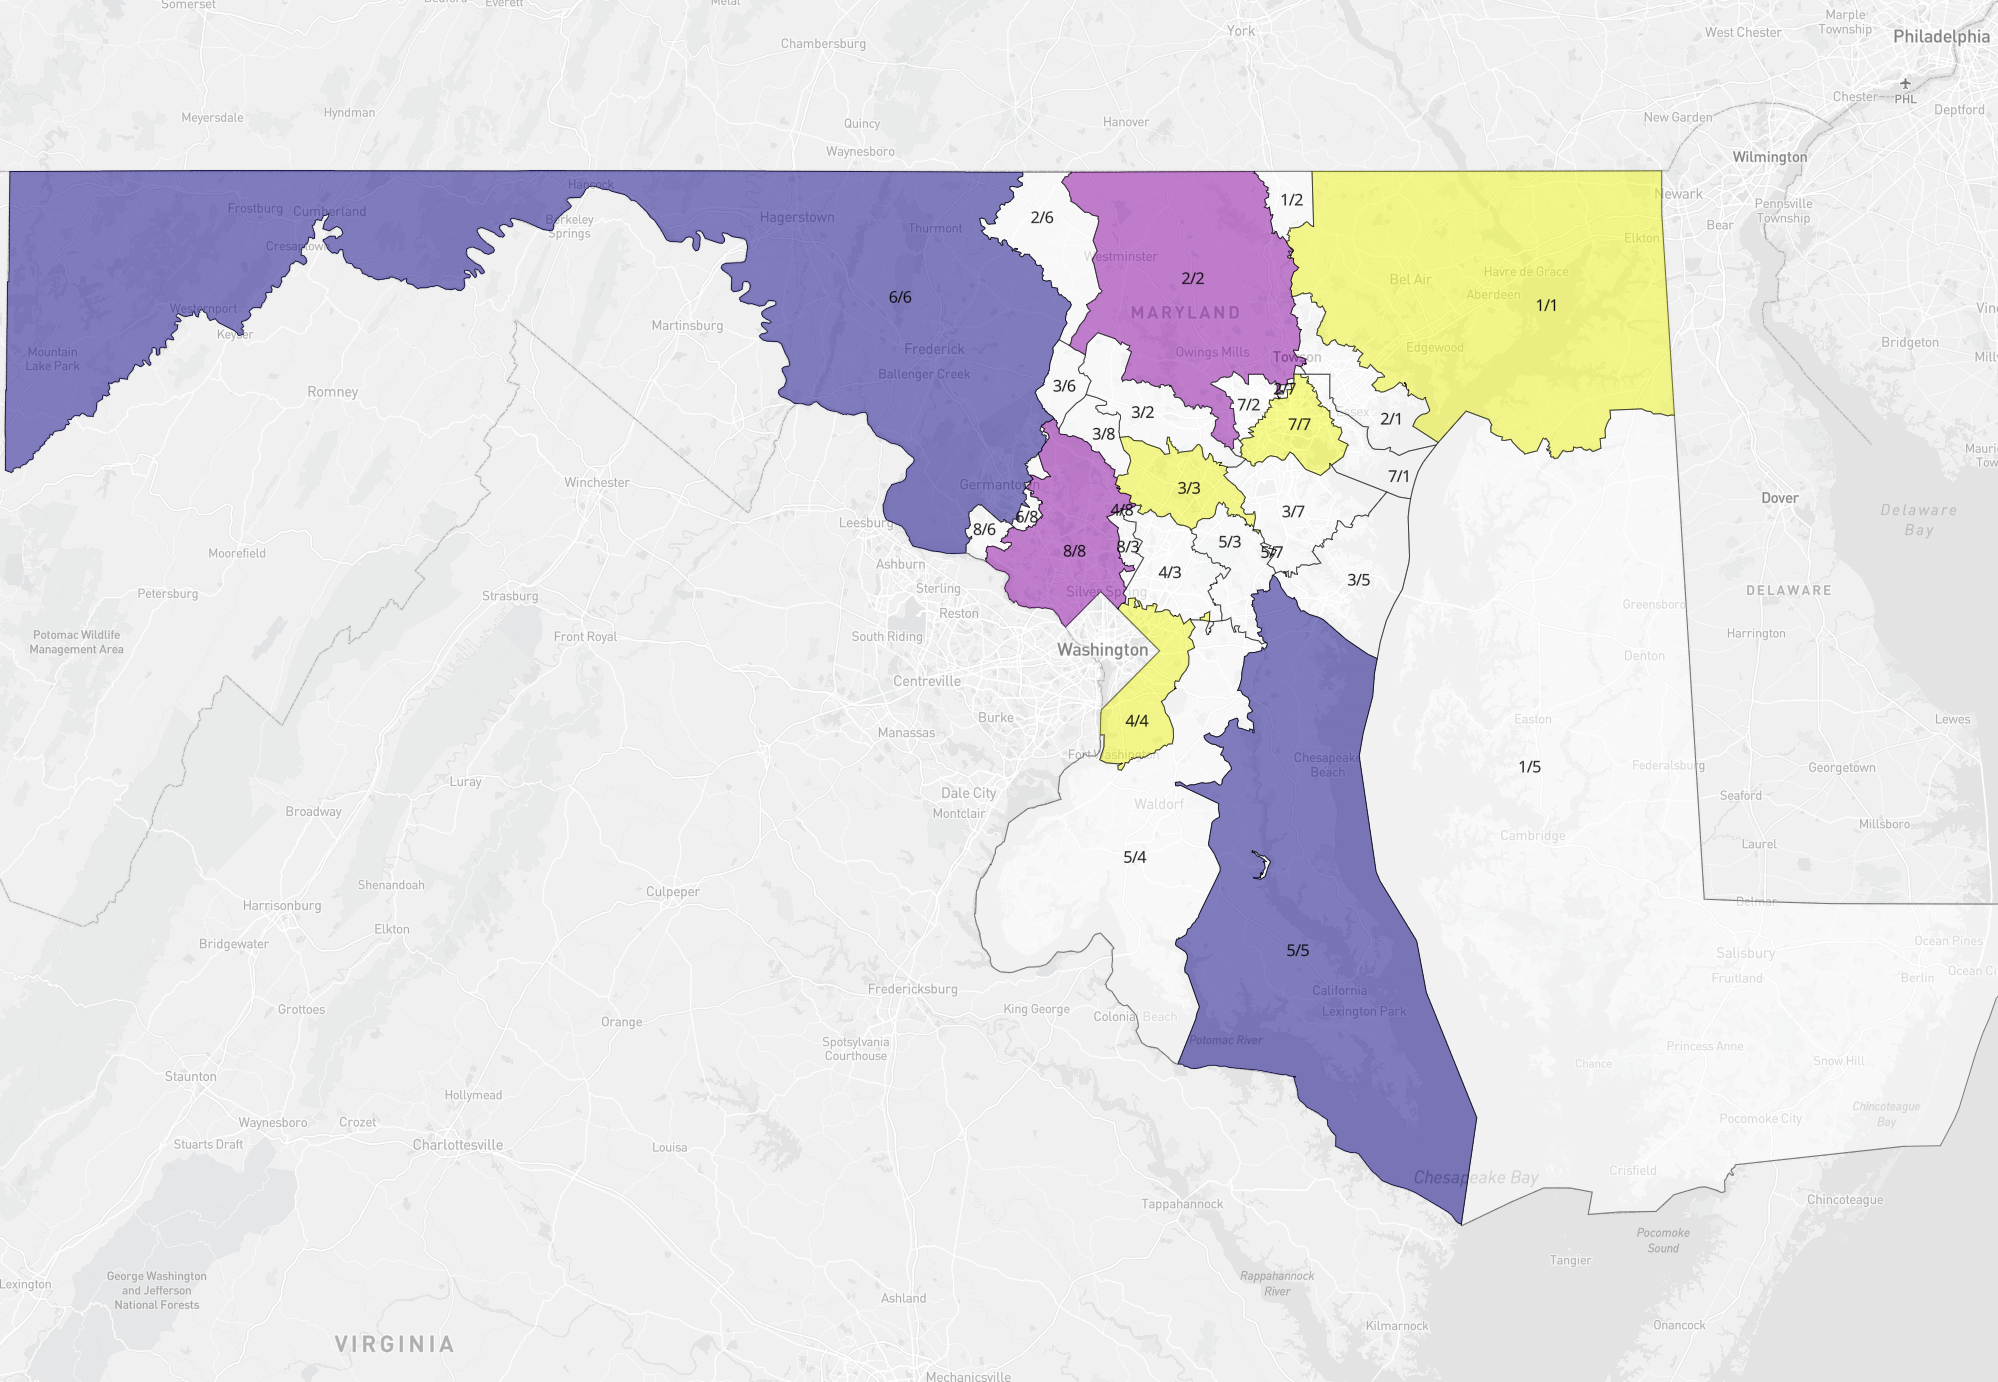 Somerset
Everett
York
Marple
Township
West Chester
Philadelphia
Chambersburg
PHL
Chester
Deptford
Meyersdale
Hyndman
Quincy
Hanover
New Garden
Waynesboro
Wilmington
Hancock
Newark
Pennsville
Township
Frostburg
Cumberland
Berkeley
Springs
Hagerstown
Thurmont
2/6
1/2
Bear
Cresaptown
Westminster
Elkton
6/6
2/2
Bel Air
Havre de Grace
Aberdeen
1/1
Westernport
Keyser
Martinsburg
MARYLAND
Mountain
Lake Park
Frederick
Owings Mills
Towson
Edgewood
Bridgeton
Ballenger Creek
Romney
3/6
7/2
3/2
Essex
2/1
7/7
3/8
Germantown
7/1
Winchester
3/3
Dover
Leesburg
8/6
6/8
4/8
3/7
Delaware
Bay
Moorefield
8/8
8/3
5/3
5/7
Ashburn
4/3
3/5
Petersburg
Strasburg
Sterling
Silver Spring
DELAWARE
Reston
Greensboro
Potomac Wildlife
Management Area
Front Royal
South Riding
Washington
Harrington
Denton
Centreville
Burke
4/4
Easton
Lewes
Manassas
Fort Washington
Chesapeake
Beach
1/5
Federalsburg
Georgetown
Luray
Dale City
Seaford
Broadway
Montclair
Waldorf
Cambridge
Millsboro
Laurel
5/4
Shenandoah
Culpeper
Harrisonburg
Delmar
Elkton
Bridgewater
5/5
Salisbury
Ocean Pines
Fredericksburg
Fruitland
Berlin
Ocean Ci
California
Grottoes
King George
Lexington Park
Orange
Colonial Beach
Spotsylvania
Courthouse
Potomac River
Princess Anne
Chance
Snow Hill
Staunton
Hollymead
Chincoteague
Bay
Waynesboro
Crozet
Pocomoke City
Stuarts Draft
Charlottesville
Louisa
Crisfield
Chesapeake Bay
Tappahannock
Chincoteague
Pocomoke
Sound
Tangier
George Washington
and Jefferson
National Forests
Lexington
Rappahannock
River
Ashland
Kilmarnock
Onancock
VIRGINIA
Mechanicsville